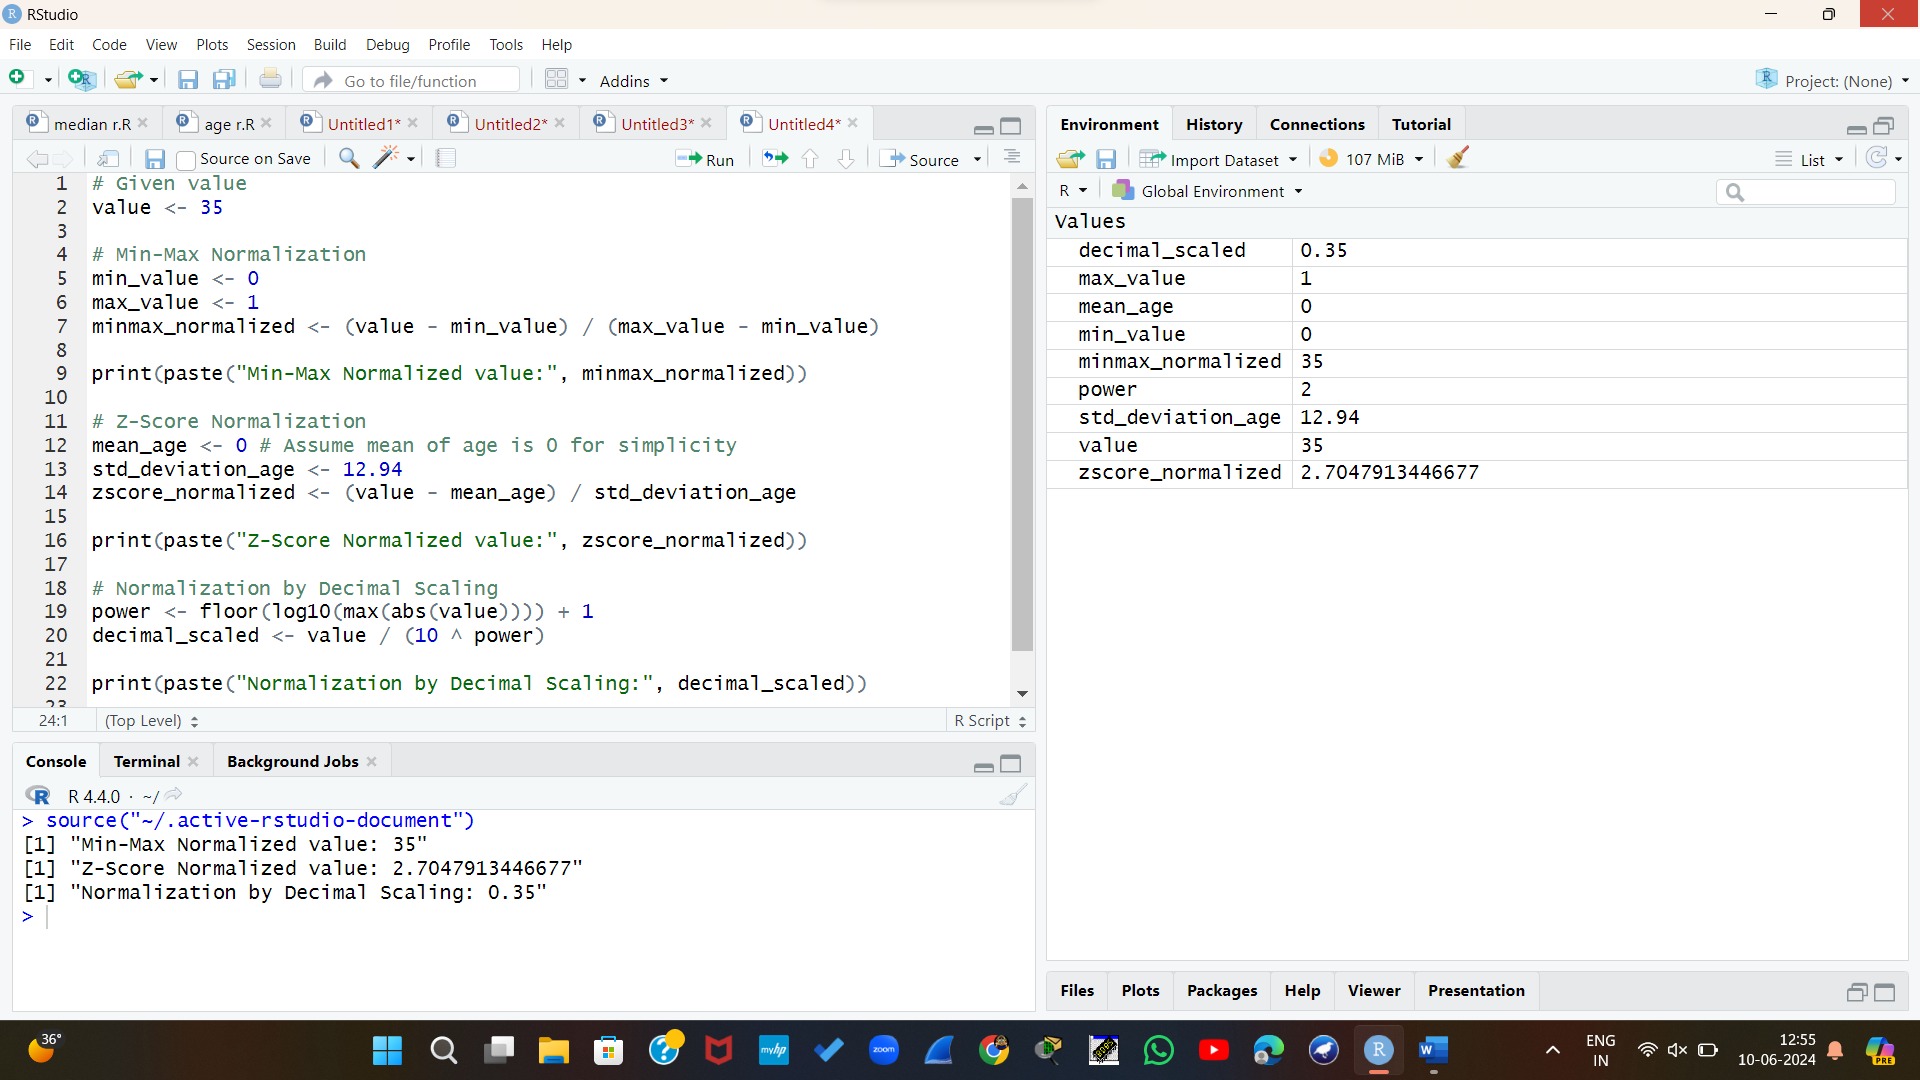 RStudio
File Edit Code View Plots Session Build Debug Profile Tools Help
Go to file/function Addins Project: (None)
median r.R age r.R Untitled1* Untitled2* Untitled3* Untitled4*
Source on Save Run Source
1 # Given value
2 value <- 35
3
4 # Min-Max Normalization
5 min_value <- 0
6 max_value <- 1
7 minmax_normalized <- (value - min_value) / (max_value - min_value)
8
9 print(paste("Min-Max Normalized value:", minmax_normalized))
10
11 # Z-Score Normalization
12 mean_age <- 0 # Assume mean of age is 0 for simplicity
13 std_deviation_age <- 12.94
14 zscore_normalized <- (value - mean_age) / std_deviation_age
15
16 print(paste("Z-Score Normalized value:", zscore_normalized))
17
18 # Normalization by Decimal Scaling
19 power <- floor(log10(max(abs(value)))) + 1
20 decimal_scaled <- value / (10 ^ power)
21
22 print(paste("Normalization by Decimal Scaling:", decimal_scaled))
23
24:1 (Top Level) R Script
Console Terminal Background Jobs
R R 4.4.0 · ~/
> source("~/.active-rstudio-document")
[1] "Min-Max Normalized value: 35"
[1] "Z-Score Normalized value: 2.7047913446677"
[1] "Normalization by Decimal Scaling: 0.35"
>
Environment History Connections Tutorial
Import Dataset 107 MiB List
R Global Environment
Values
decimal_scaled 0.35
max_value 1
mean_age 0
min_value 0
minmax_normalized 35
power 2
std_deviation_age 12.94
value 35
zscore_normalized 2.7047913446677
Files Plots Packages Help Viewer Presentation
36° myhp zoom R W ENG IN 12:55 10-06-2024 PRE